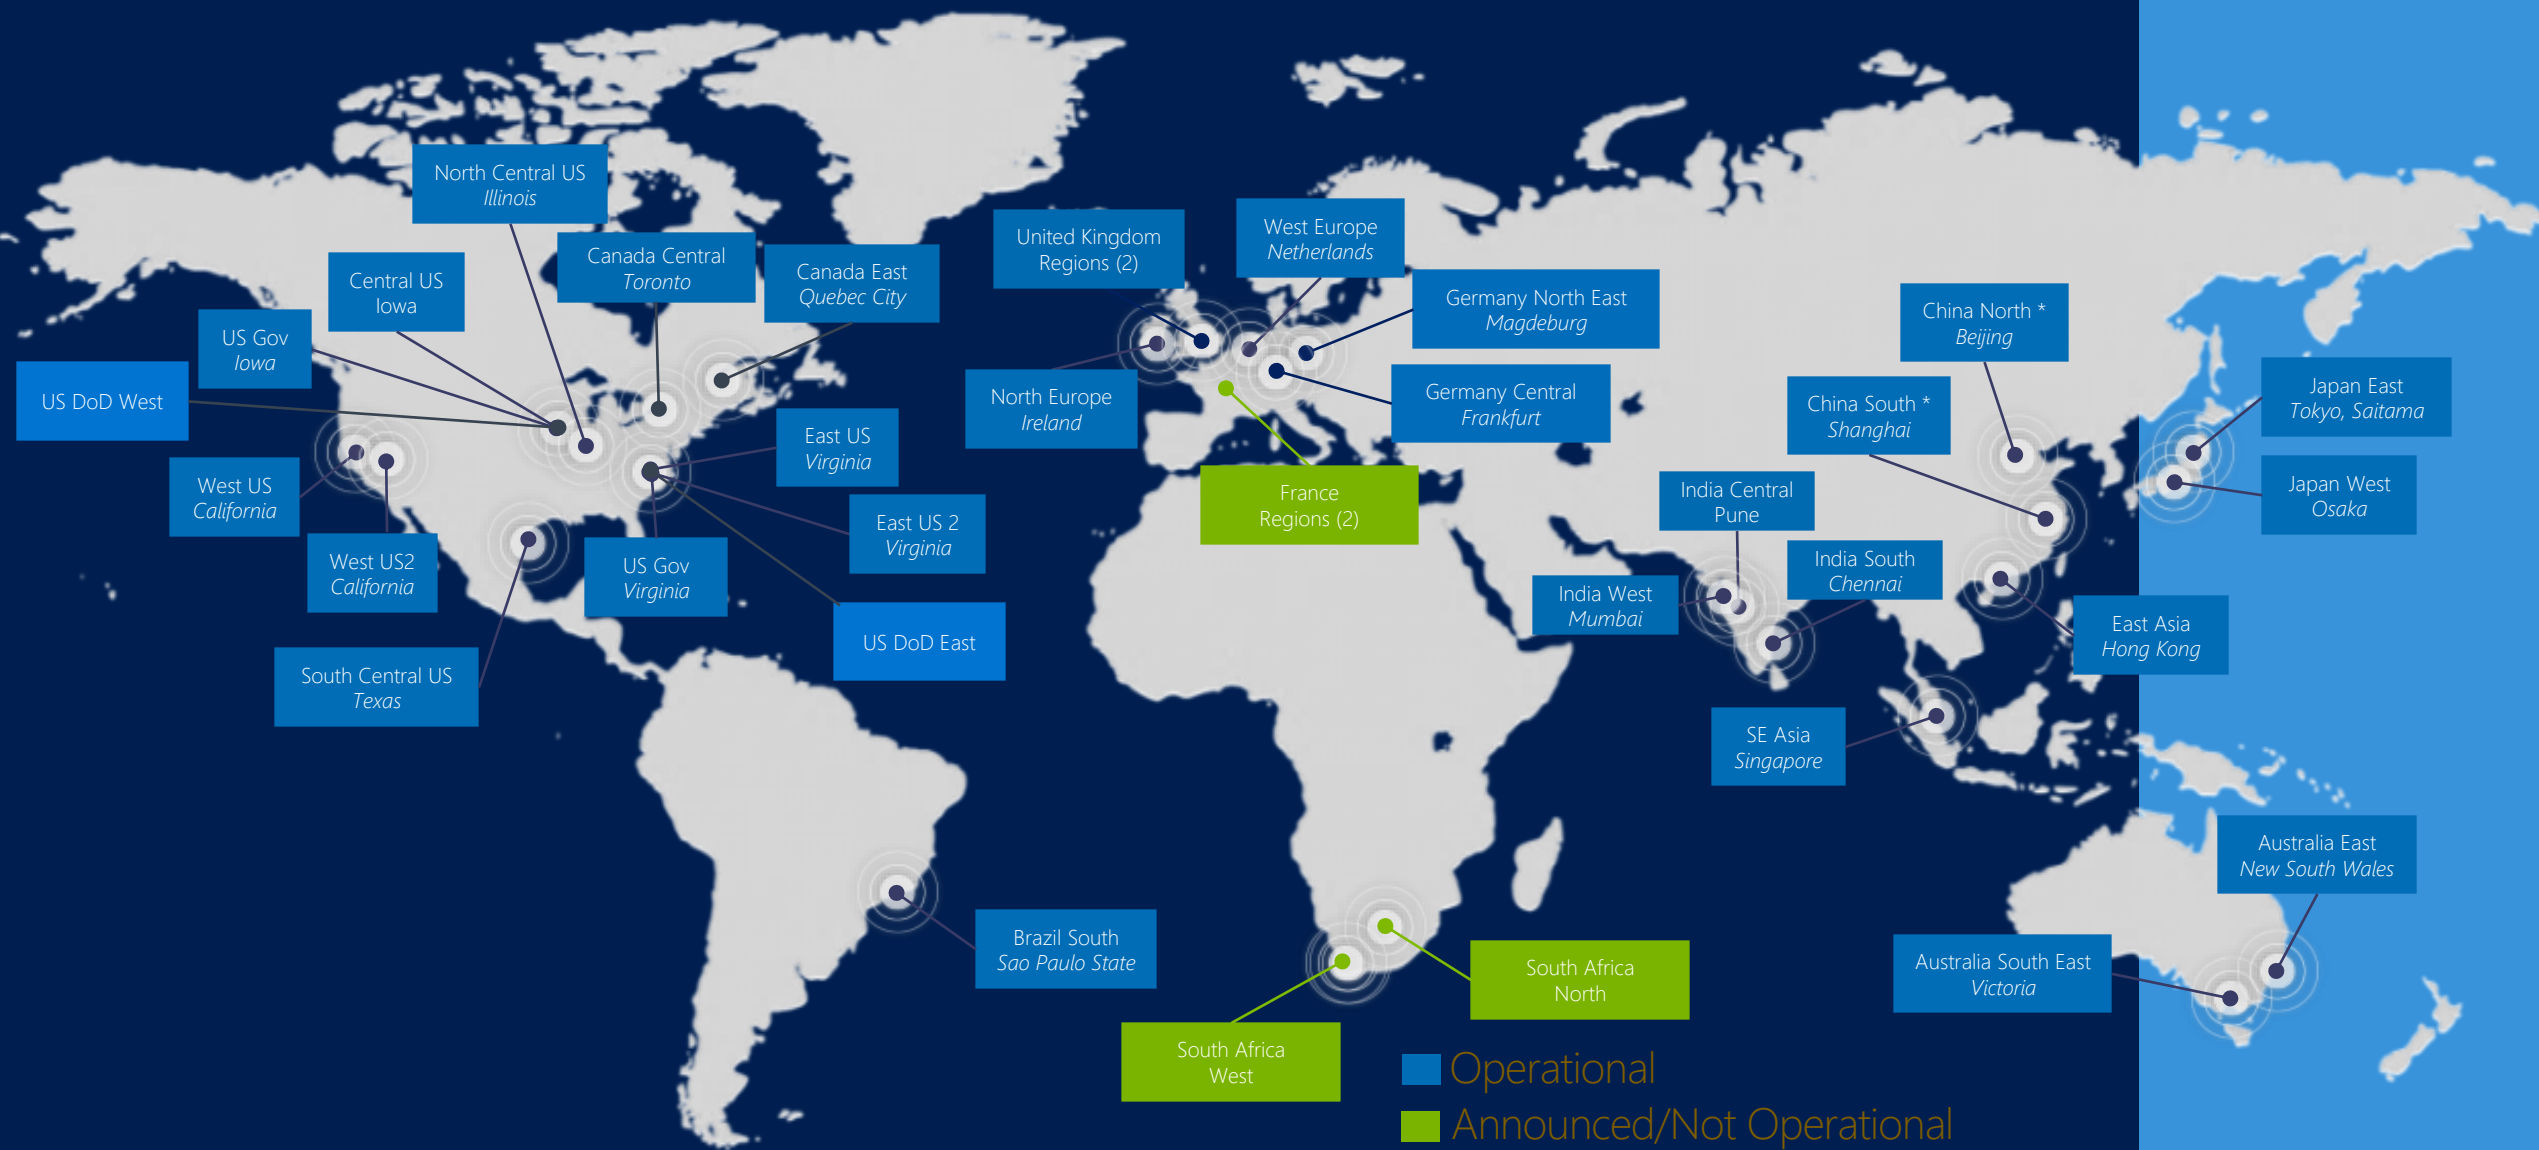 North Central US
Illinois
Central US
Iowa
US Gov
Iowa
US DoD West
Canada Central
Toronto
Canada East
Quebec City
West US
California
West US2
California
South Central US
Texas
US Gov
Virginia
East US
Virginia
East US 2
Virginia
US DoD East
Brazil South
Sao Paulo State
United Kingdom
Regions (2)
West Europe
Netherlands
Germany North East
Magdeburg
Germany Central
Frankfurt
North Europe
Ireland
France
Regions (2)
South Africa
North
South Africa
West
China North *
Beijing
China South *
Shanghai
Japan East
Tokyo, Saitama
Japan West
Osaka
India Central
Pune
India South
Chennai
India West
Mumbai
East Asia
Hong Kong
SE Asia
Singapore
Australia East
New South Wales
Australia South East
Victoria
Operational
Announced/Not Operational